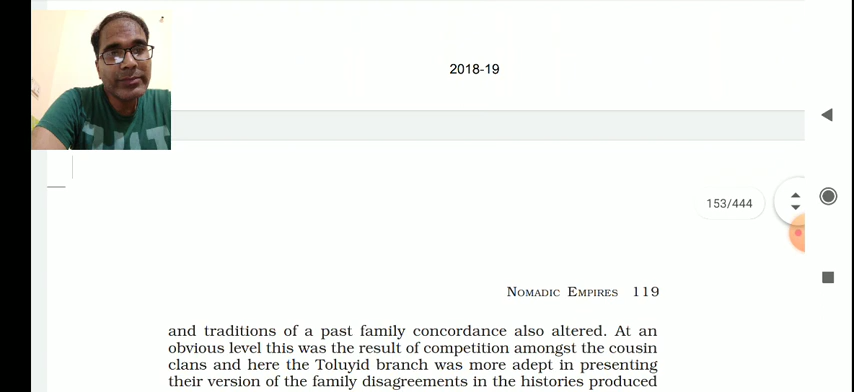 2018-19
153/444
NOMADIC EMPIRES 119
and traditions of a past family concordance also altered. At an
obvious level this was the result of competition amongst the cousin
clans and here the Toluyid branch was more adept in presenting
their version of the family disagreements in the histories produced